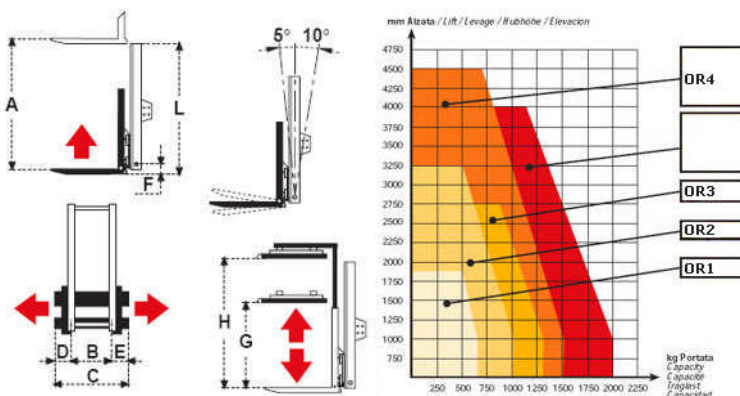 A
L
F
5° 10°
D B E
C
H
G
mm Alzata / Lift / Levage / Hubhöhe / Elevacion
4750
4500
4250
4000
3750
3500
3250
3000
2750
2500
2250
2000
1750
1500
1250
1000
750
250 500 750 1000 1250 1500 1750 2000 2250
kg Portata
Capacity
Capacité
Traglast
Capacidad
OR4
OR3
OR2
OR1